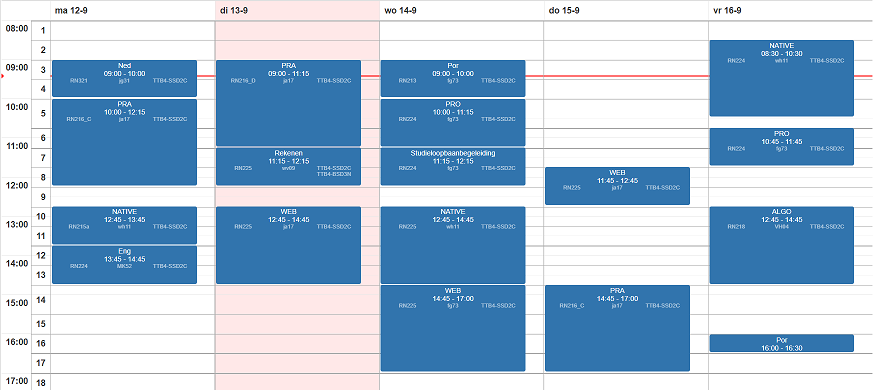 ma 12-9
di 13-9
wo 14-9
do 15-9
vr 16-9
08:00
09:00
10:00
11:00
12:00
13:00
14:00
15:00
16:00
17:00
1
2
3
4
5
6
7
8
9
10
11
12
13
14
15
16
17
18
Ned
09:00 - 10:00
RN321 jg31 TTB4-SSD2C
PRA
10:00 - 12:15
RN216_C ja17 TTB4-SSD2C
NATIVE
12:45 - 13:45
RN215a wh11 TTB4-SSD2C
Eng
13:45 - 14:45
RN224 MK52 TTB4-SSD2C
PRA
09:00 - 11:15
RN216_D ja17 TTB4-SSD2C
Rekenen
11:15 - 12:15
RN225 wv09 TTB4-SSD2C
TTB4-BSD3N
WEB
12:45 - 14:45
RN225 ja17 TTB4-SSD2C
Por
09:00 - 10:00
RN213 fg73 TTB4-SSD2C
PRO
10:00 - 11:15
RN224 fg73 TTB4-SSD2C
Studieloopbaanbegeleiding
11:15 - 12:15
RN224 fg73 TTB4-SSD2C
NATIVE
12:45 - 14:45
RN225 wh11 TTB4-SSD2C
WEB
14:45 - 17:00
RN225 fg73 TTB4-SSD2C
WEB
11:45 - 12:45
RN225 ja17 TTB4-SSD2C
PRA
14:45 - 17:00
RN216_C ja17 TTB4-SSD2C
NATIVE
08:30 - 10:30
RN224 wh11 TTB4-SSD2C
PRO
10:45 - 11:45
RN224 fg73 TTB4-SSD2C
ALGO
12:45 - 14:45
RN218 VH04 TTB4-SSD2C
Por
16:00 - 16:30